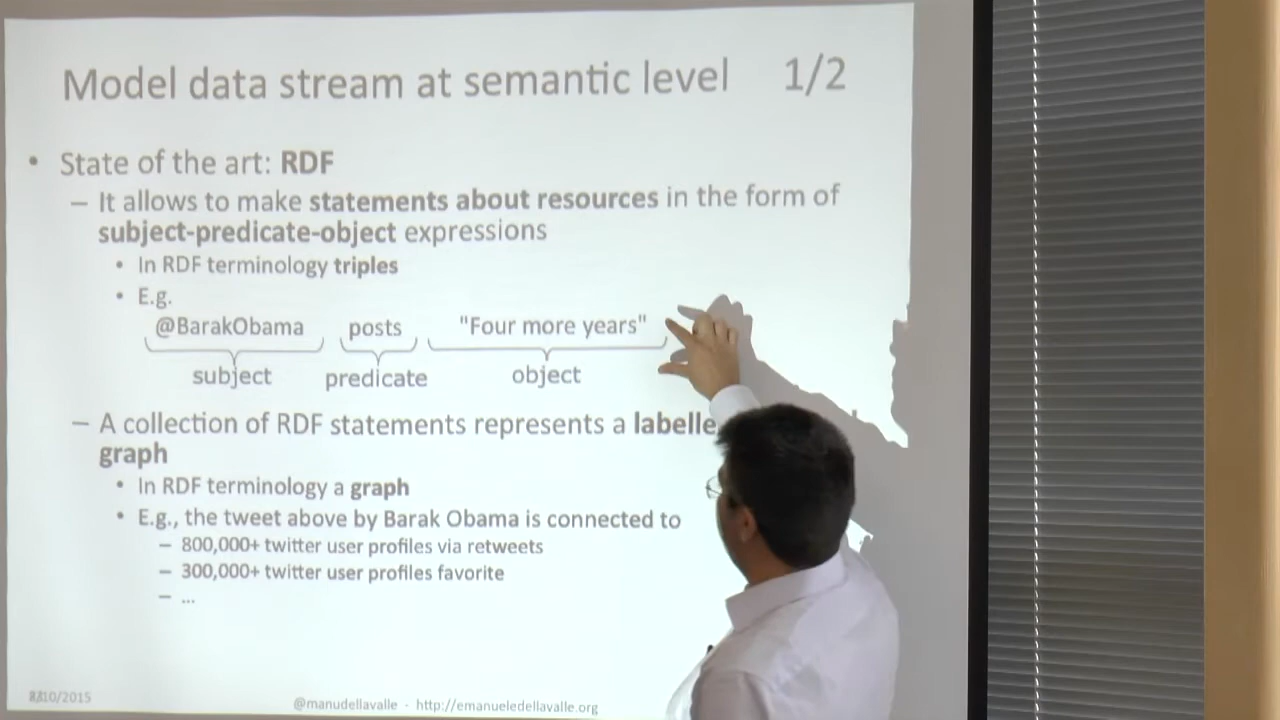 Model data stream at semantic level 1/2
• State of the art: RDF
– It allows to make statements about resources in the form of
subject-predicate-object expressions
• In RDF terminology triples
• E.g.
@BarakObama posts "Four more years"
subject predicate object
– A collection of RDF statements represents a labelle
graph
• In RDF terminology a graph
• E.g., the tweet above by Barak Obama is connected to
– 800,000+ twitter user profiles via retweets
– 300,000+ twitter user profiles favorite
– ...
10/2015
@manudellavalle - http://emanueledellavalle.org